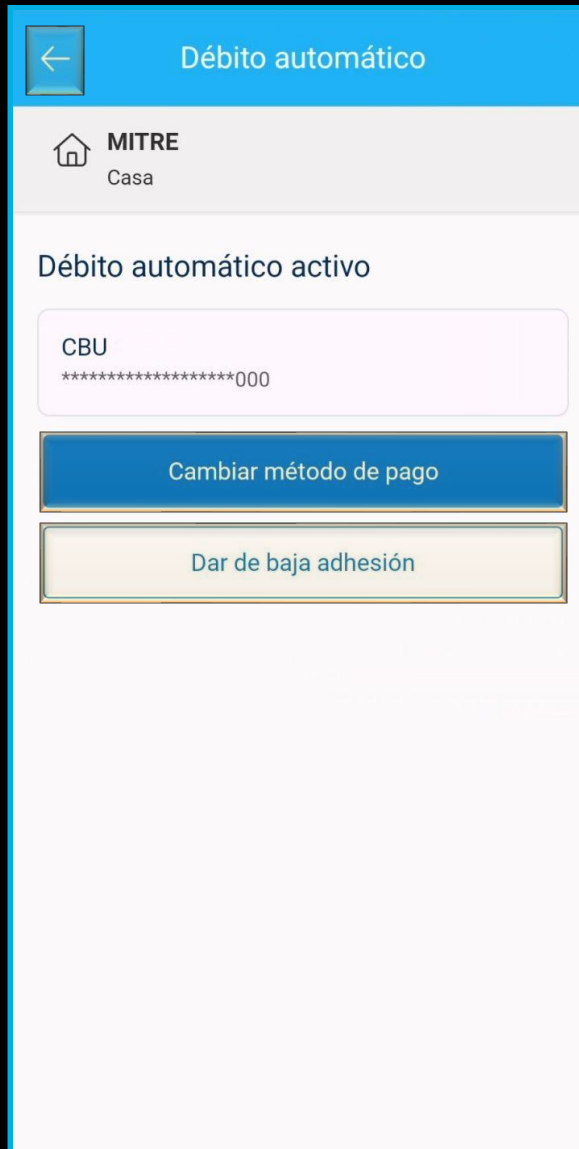 Débito automático
MITRE
Casa
Débito automático activo
CBU
*******************000
Cambiar método de pago
Dar de baja adhesión